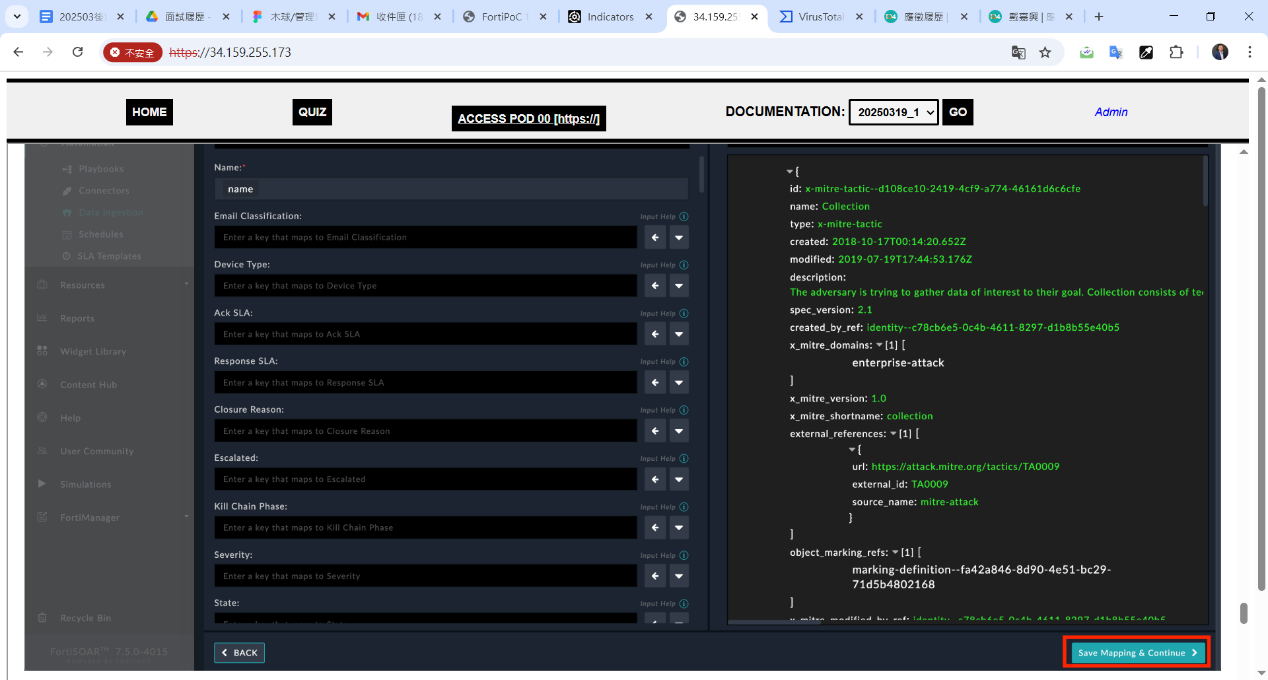 202503後
面試履歷 -
木球/管理
收件匣 (18
FortiPoC
Indicators
34.159.25
VirusTotal
應徵履歷
戴嘉興
不安全 https://34.159.255.173
HOME QUIZ ACCESS POD 00 [https://] DOCUMENTATION: 20250319_1 GO Admin
Playbooks
Connectors
Data Ingestion
Schedules
SLA Templates
Resources
Reports
Widget Library
Content Hub
Help
User Community
Simulations
FortiManager
Recycle Bin
FortiSOAR™ 7.5.0-4015
Name:*
name
Email Classification: Input Help
Enter a key that maps to Email Classification
Device Type: Input Help
Enter a key that maps to Device Type
Ack SLA: Input Help
Enter a key that maps to Ack SLA
Response SLA: Input Help
Enter a key that maps to Response SLA
Closure Reason: Input Help
Enter a key that maps to Closure Reason
Escalated: Input Help
Enter a key that maps to Escalated
Kill Chain Phase: Input Help
Enter a key that maps to Kill Chain Phase
Severity: Input Help
Enter a key that maps to Severity
State: Input Help
{
id: x-mitre-tactic--d108ce10-2419-4cf9-a774-46161d6c6cfe
name: Collection
type: x-mitre-tactic
created: 2018-10-17T00:14:20.652Z
modified: 2019-07-19T17:44:53.176Z
description:
The adversary is trying to gather data of interest to their goal. Collection consists of te
spec_version: 2.1
created_by_ref: identity--c78cb6e5-0c4b-4611-8297-d1b8b55e40b5
x_mitre_domains: [1] [
enterprise-attack
]
x_mitre_version: 1.0
x_mitre_shortname: collection
external_references: [1] [
{
url: https://attack.mitre.org/tactics/TA0009
external_id: TA0009
source_name: mitre-attack
}
]
object_marking_refs: [1] [
marking-definition--fa42a846-8d90-4e51-bc29-
71d5b4802168
]
x_mitre_modified_by_ref: identity--c78cb6e5-0c4b-4611-8297-d1b8b55e40b5
BACK
Save Mapping & Continue